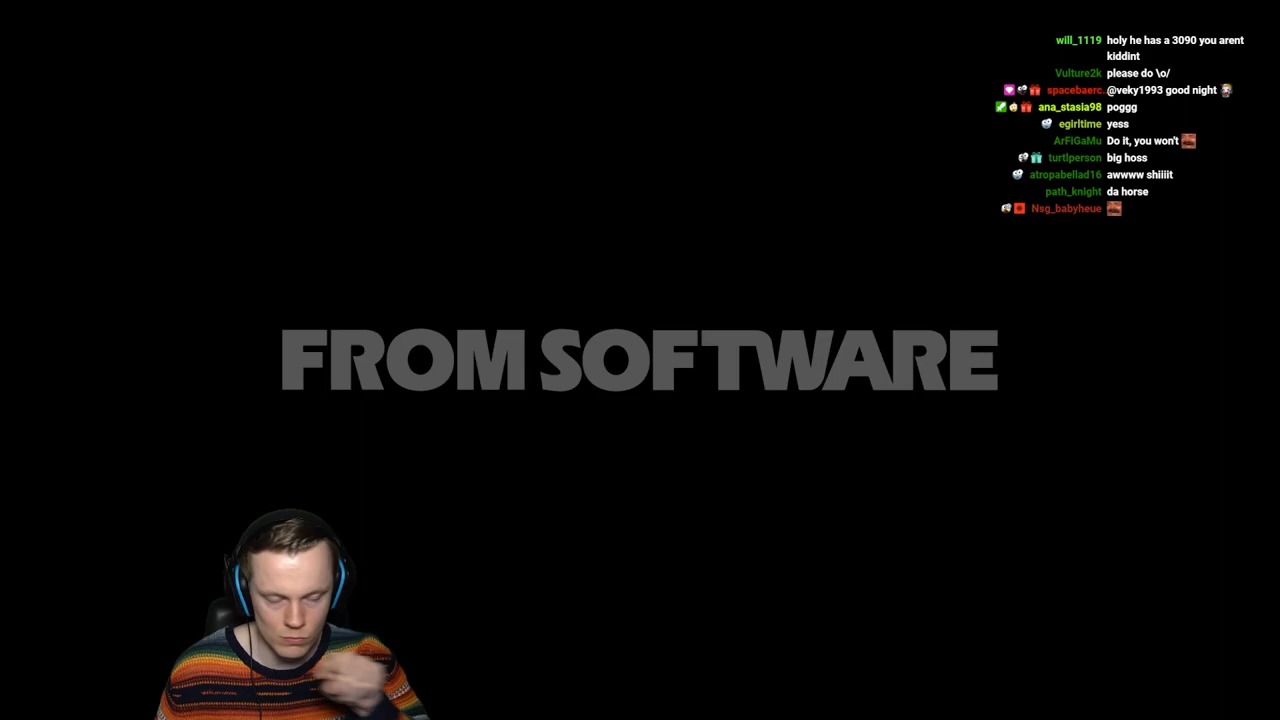 will_1119 holy he has a 3090 you arent
kiddint
Vulture2k please do \o/
spacebaerc.. @veky1993 good night
ana_stasia98 poggg
egirltime yess
ArFiGaMu Do it, you won't
turtlperson big hoss
atropabellad16 awwww shiiiit
path_knight da horse
Nsg_babyheue
FROM SOFTWARE